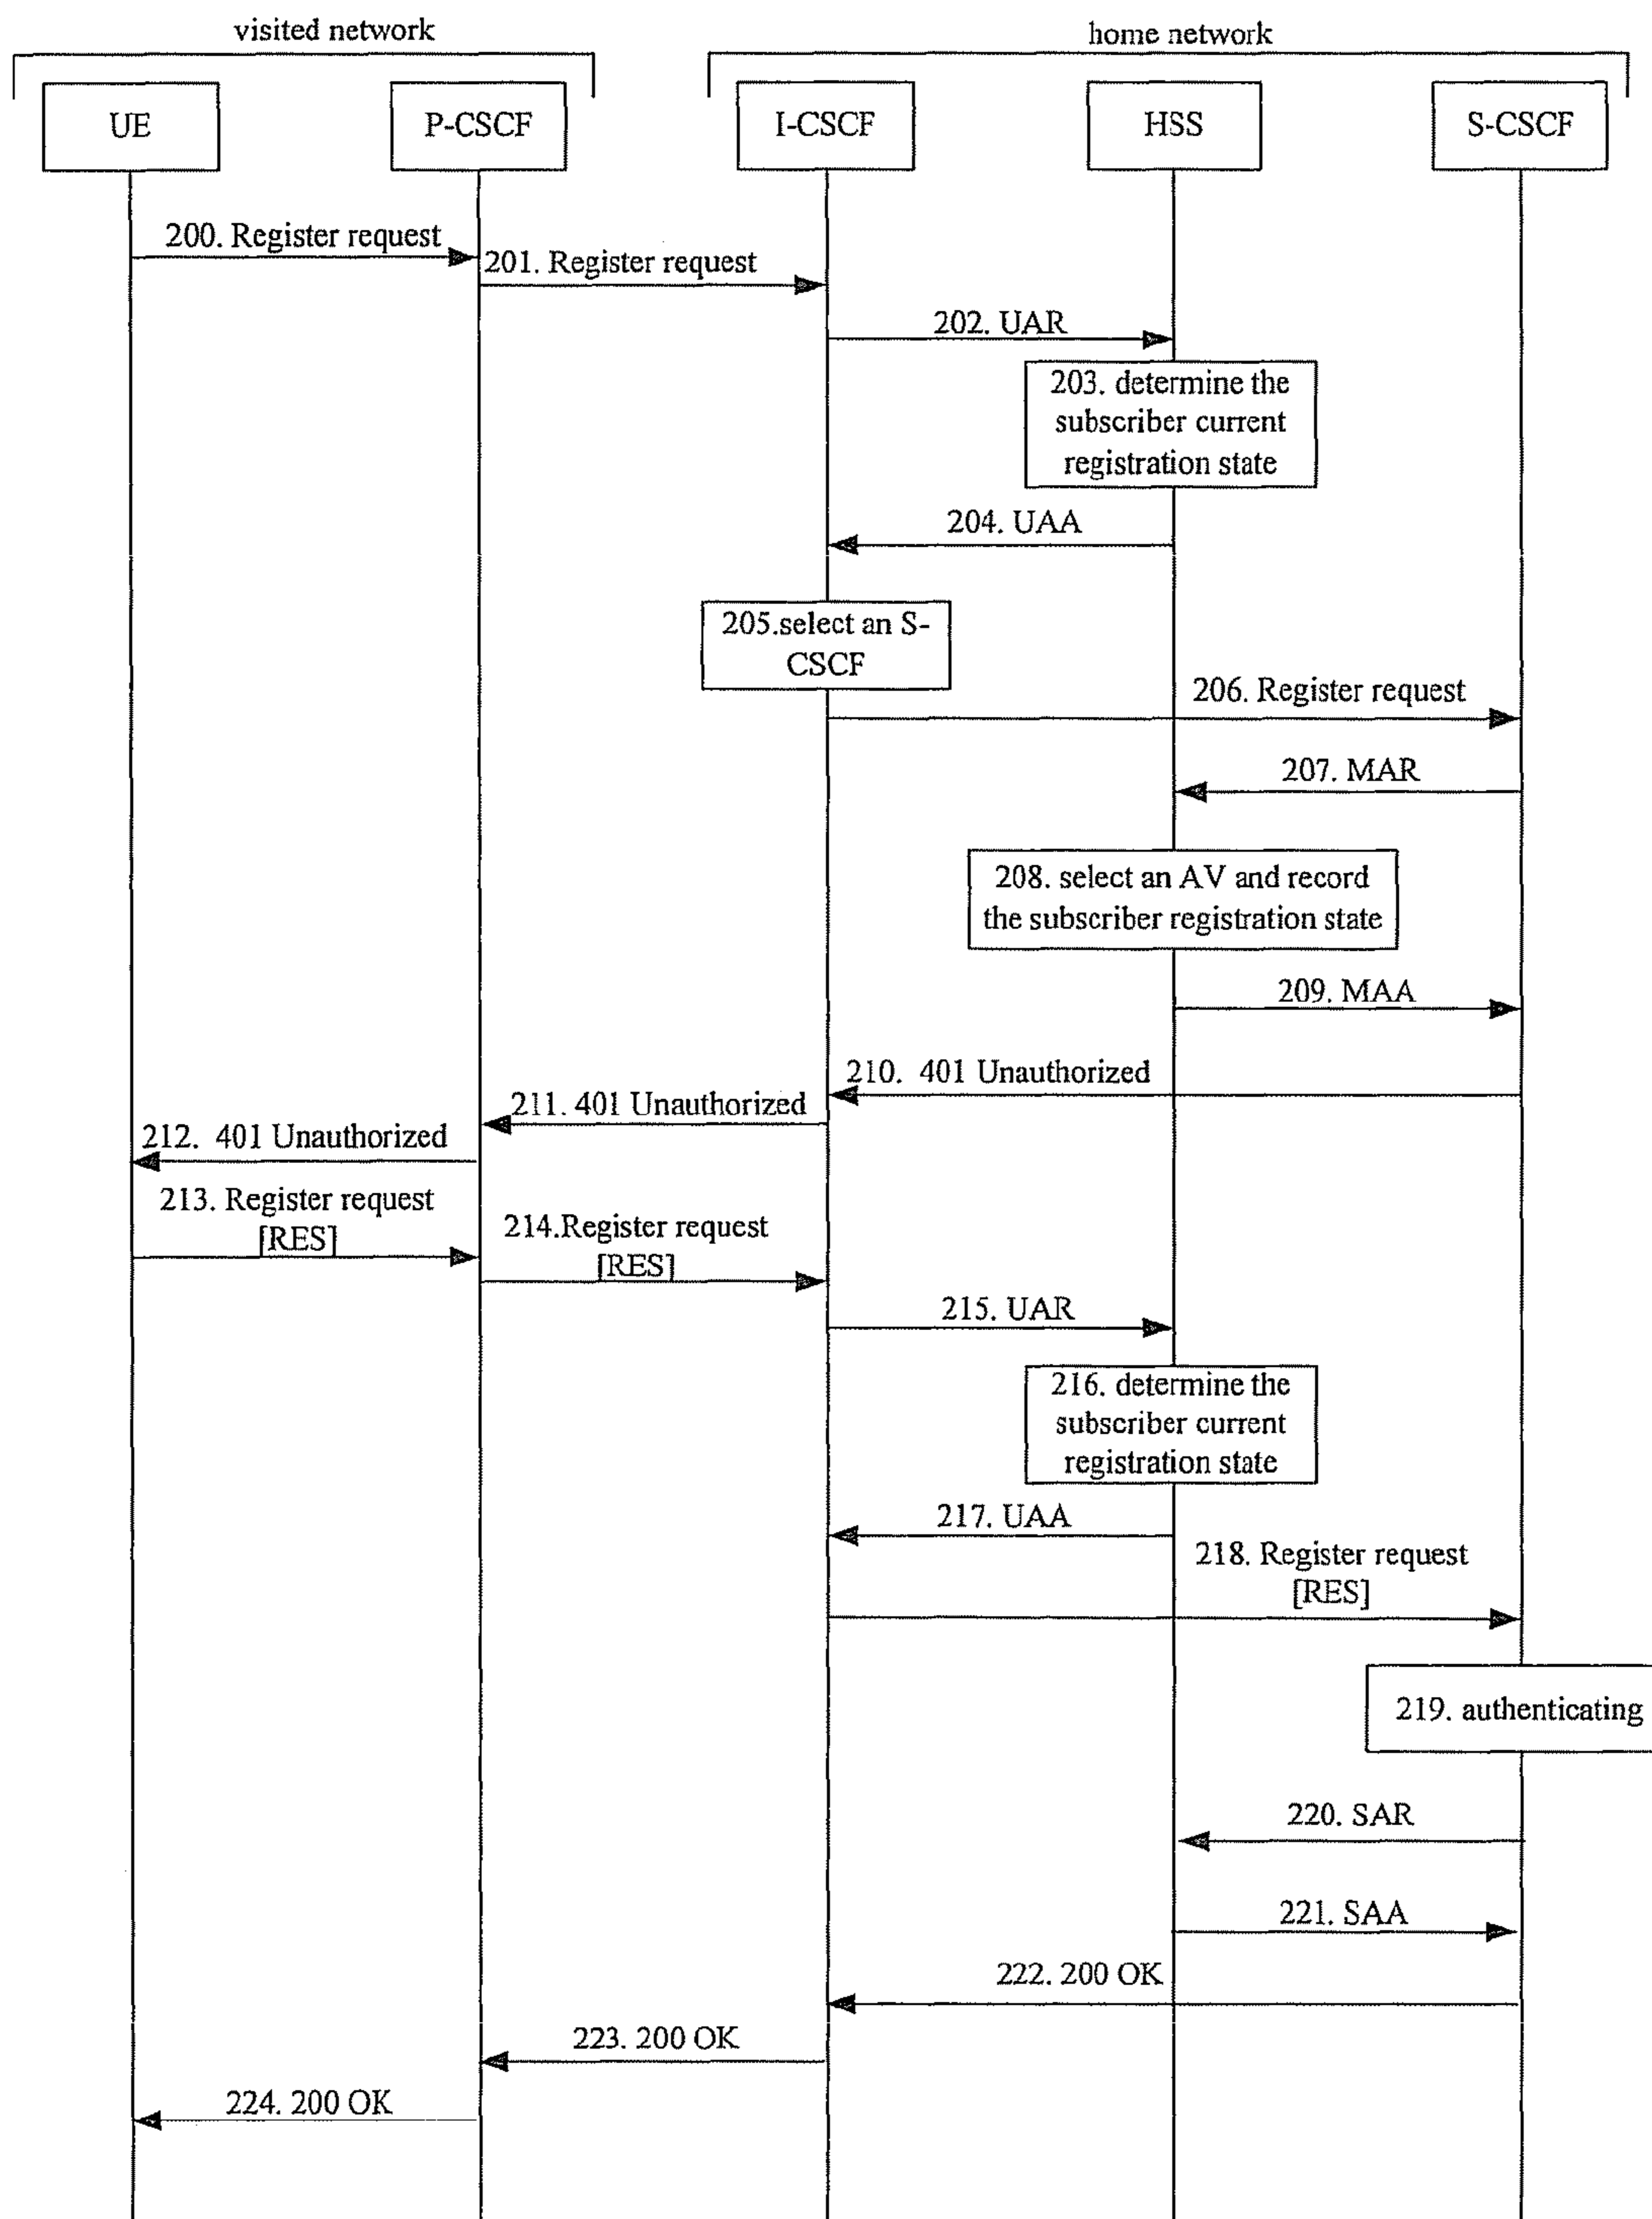 visited network
home network
UE
P-CSCF
I-CSCF
HSS
S-CSCF
200. Register request
201. Register request
202. UAR
203. determine the
subscriber current
registration state
204. UAA
205.select an S-
CSCF
206. Register request
207. MAR
208. select an AV and record
the subscriber registration state
209. MAA
210. 401 Unauthorized
211. 401 Unauthorized
212. 401 Unauthorized
213. Register request
[RES]
214.Register request
[RES]
215. UAR
216. determine the
subscriber current
registration state
217. UAA
218. Register request
[RES]
219. authenticating
220. SAR
221. SAA
222. 200 OK
223. 200 OK
224. 200 OK